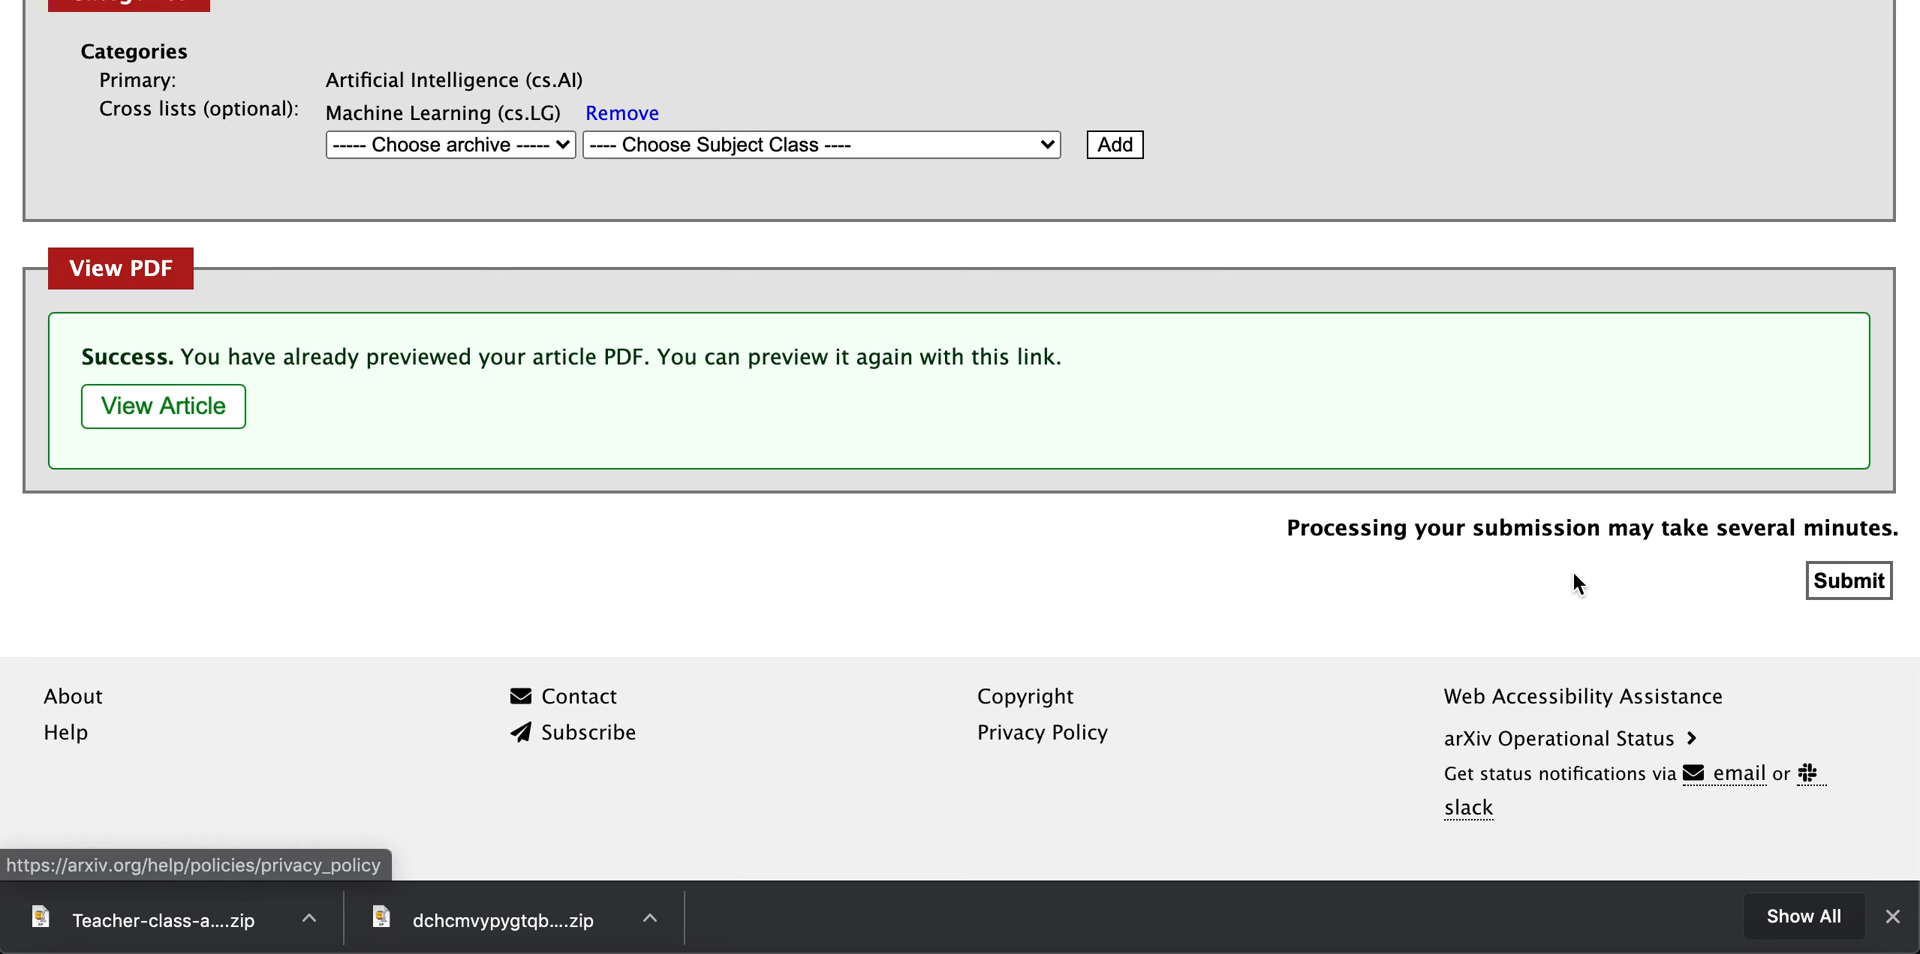 Categories
Primary: Artificial Intelligence (cs.AI)
Cross lists (optional): Machine Learning (cs.LG) Remove
----- Choose archive ----- ---- Choose Subject Class ---- Add
View PDF
Success. You have already previewed your article PDF. You can preview it again with this link.
View Article
Processing your submission may take several minutes.
Submit
About
Help
Contact
Subscribe
Copyright
Privacy Policy
Web Accessibility Assistance
arXiv Operational Status >
Get status notifications via email or
slack
https://arxiv.org/help/policies/privacy_policy
Teacher-class-a....zip
dchcmvypygtqb....zip
Show All